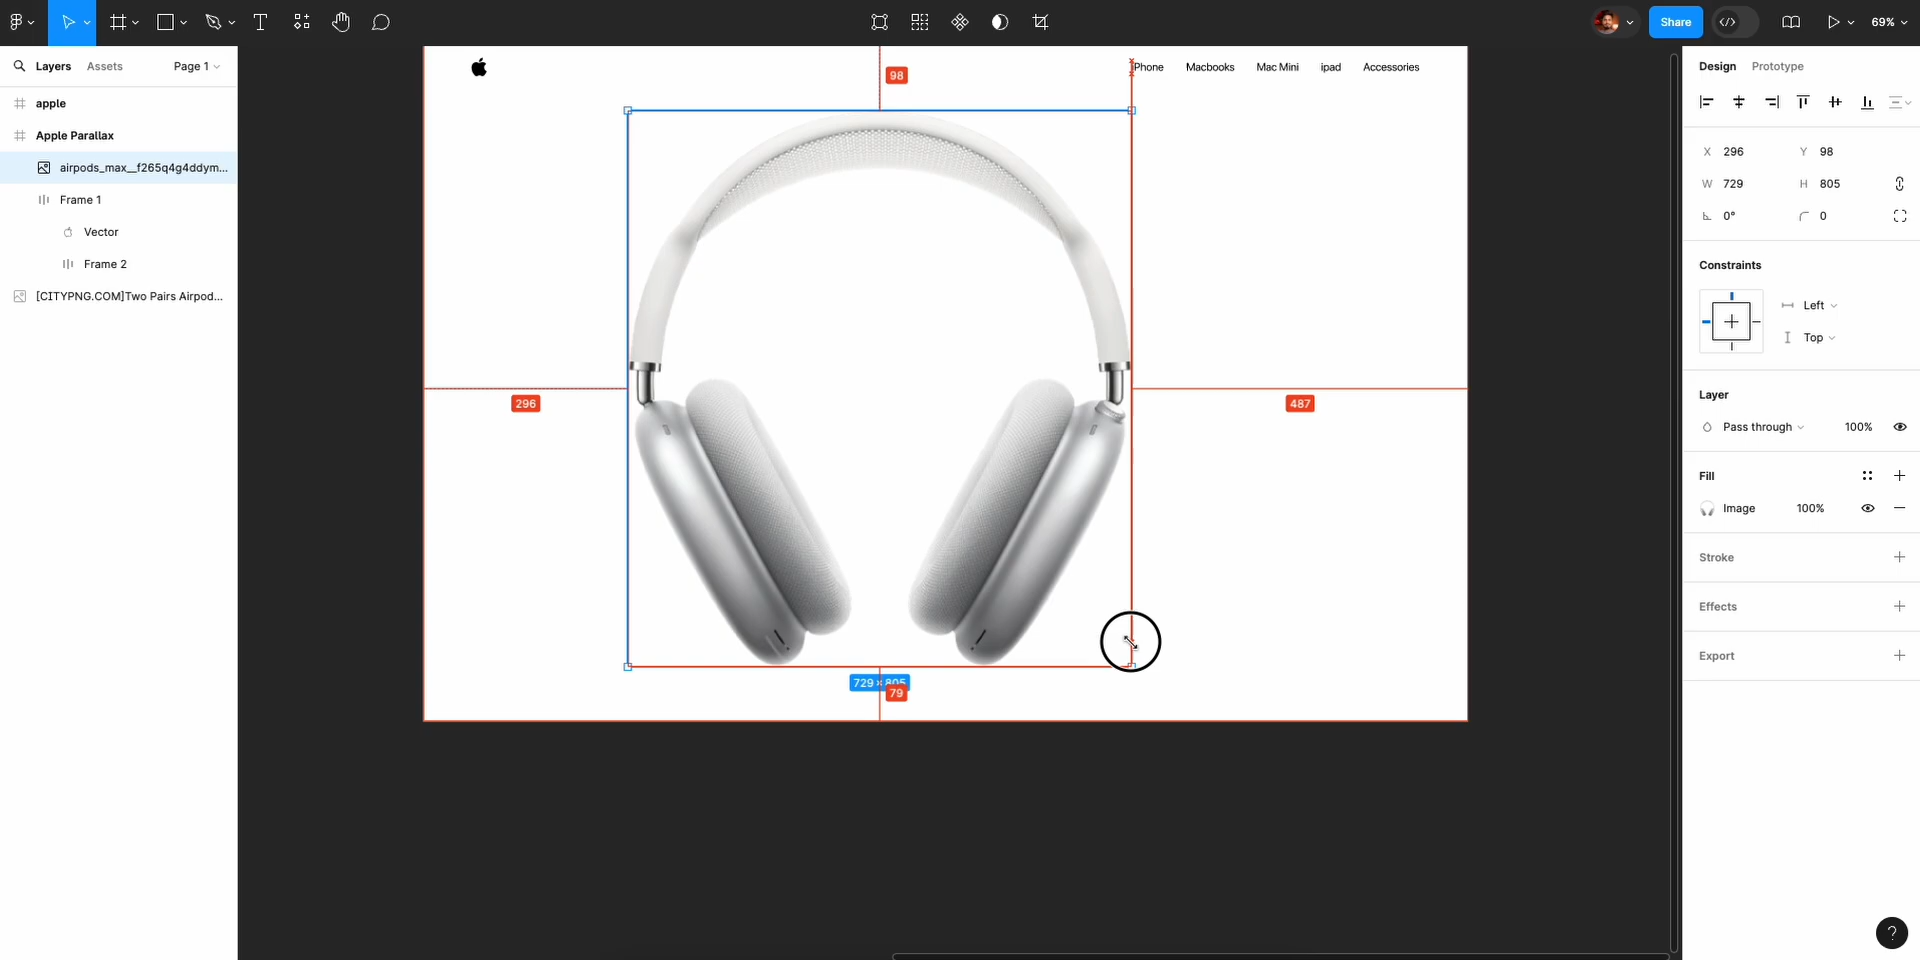 Share
69%
Layers
Assets
Page 1
apple
Apple Parallax
airpods_max__f265q4g4ddym...
Frame 1
Vector
Frame 2
[CITYPNG.COM]Two Pairs Airpod...
iPhone
Macbooks
Mac Mini
ipad
Accessories
98
296
487
729 × 805
79
Design
Prototype
X 296
Y 98
W 729
H 805
0°
0
Constraints
Left
Top
Layer
Pass through
100%
Fill
Image
100%
Stroke
Effects
Export
?